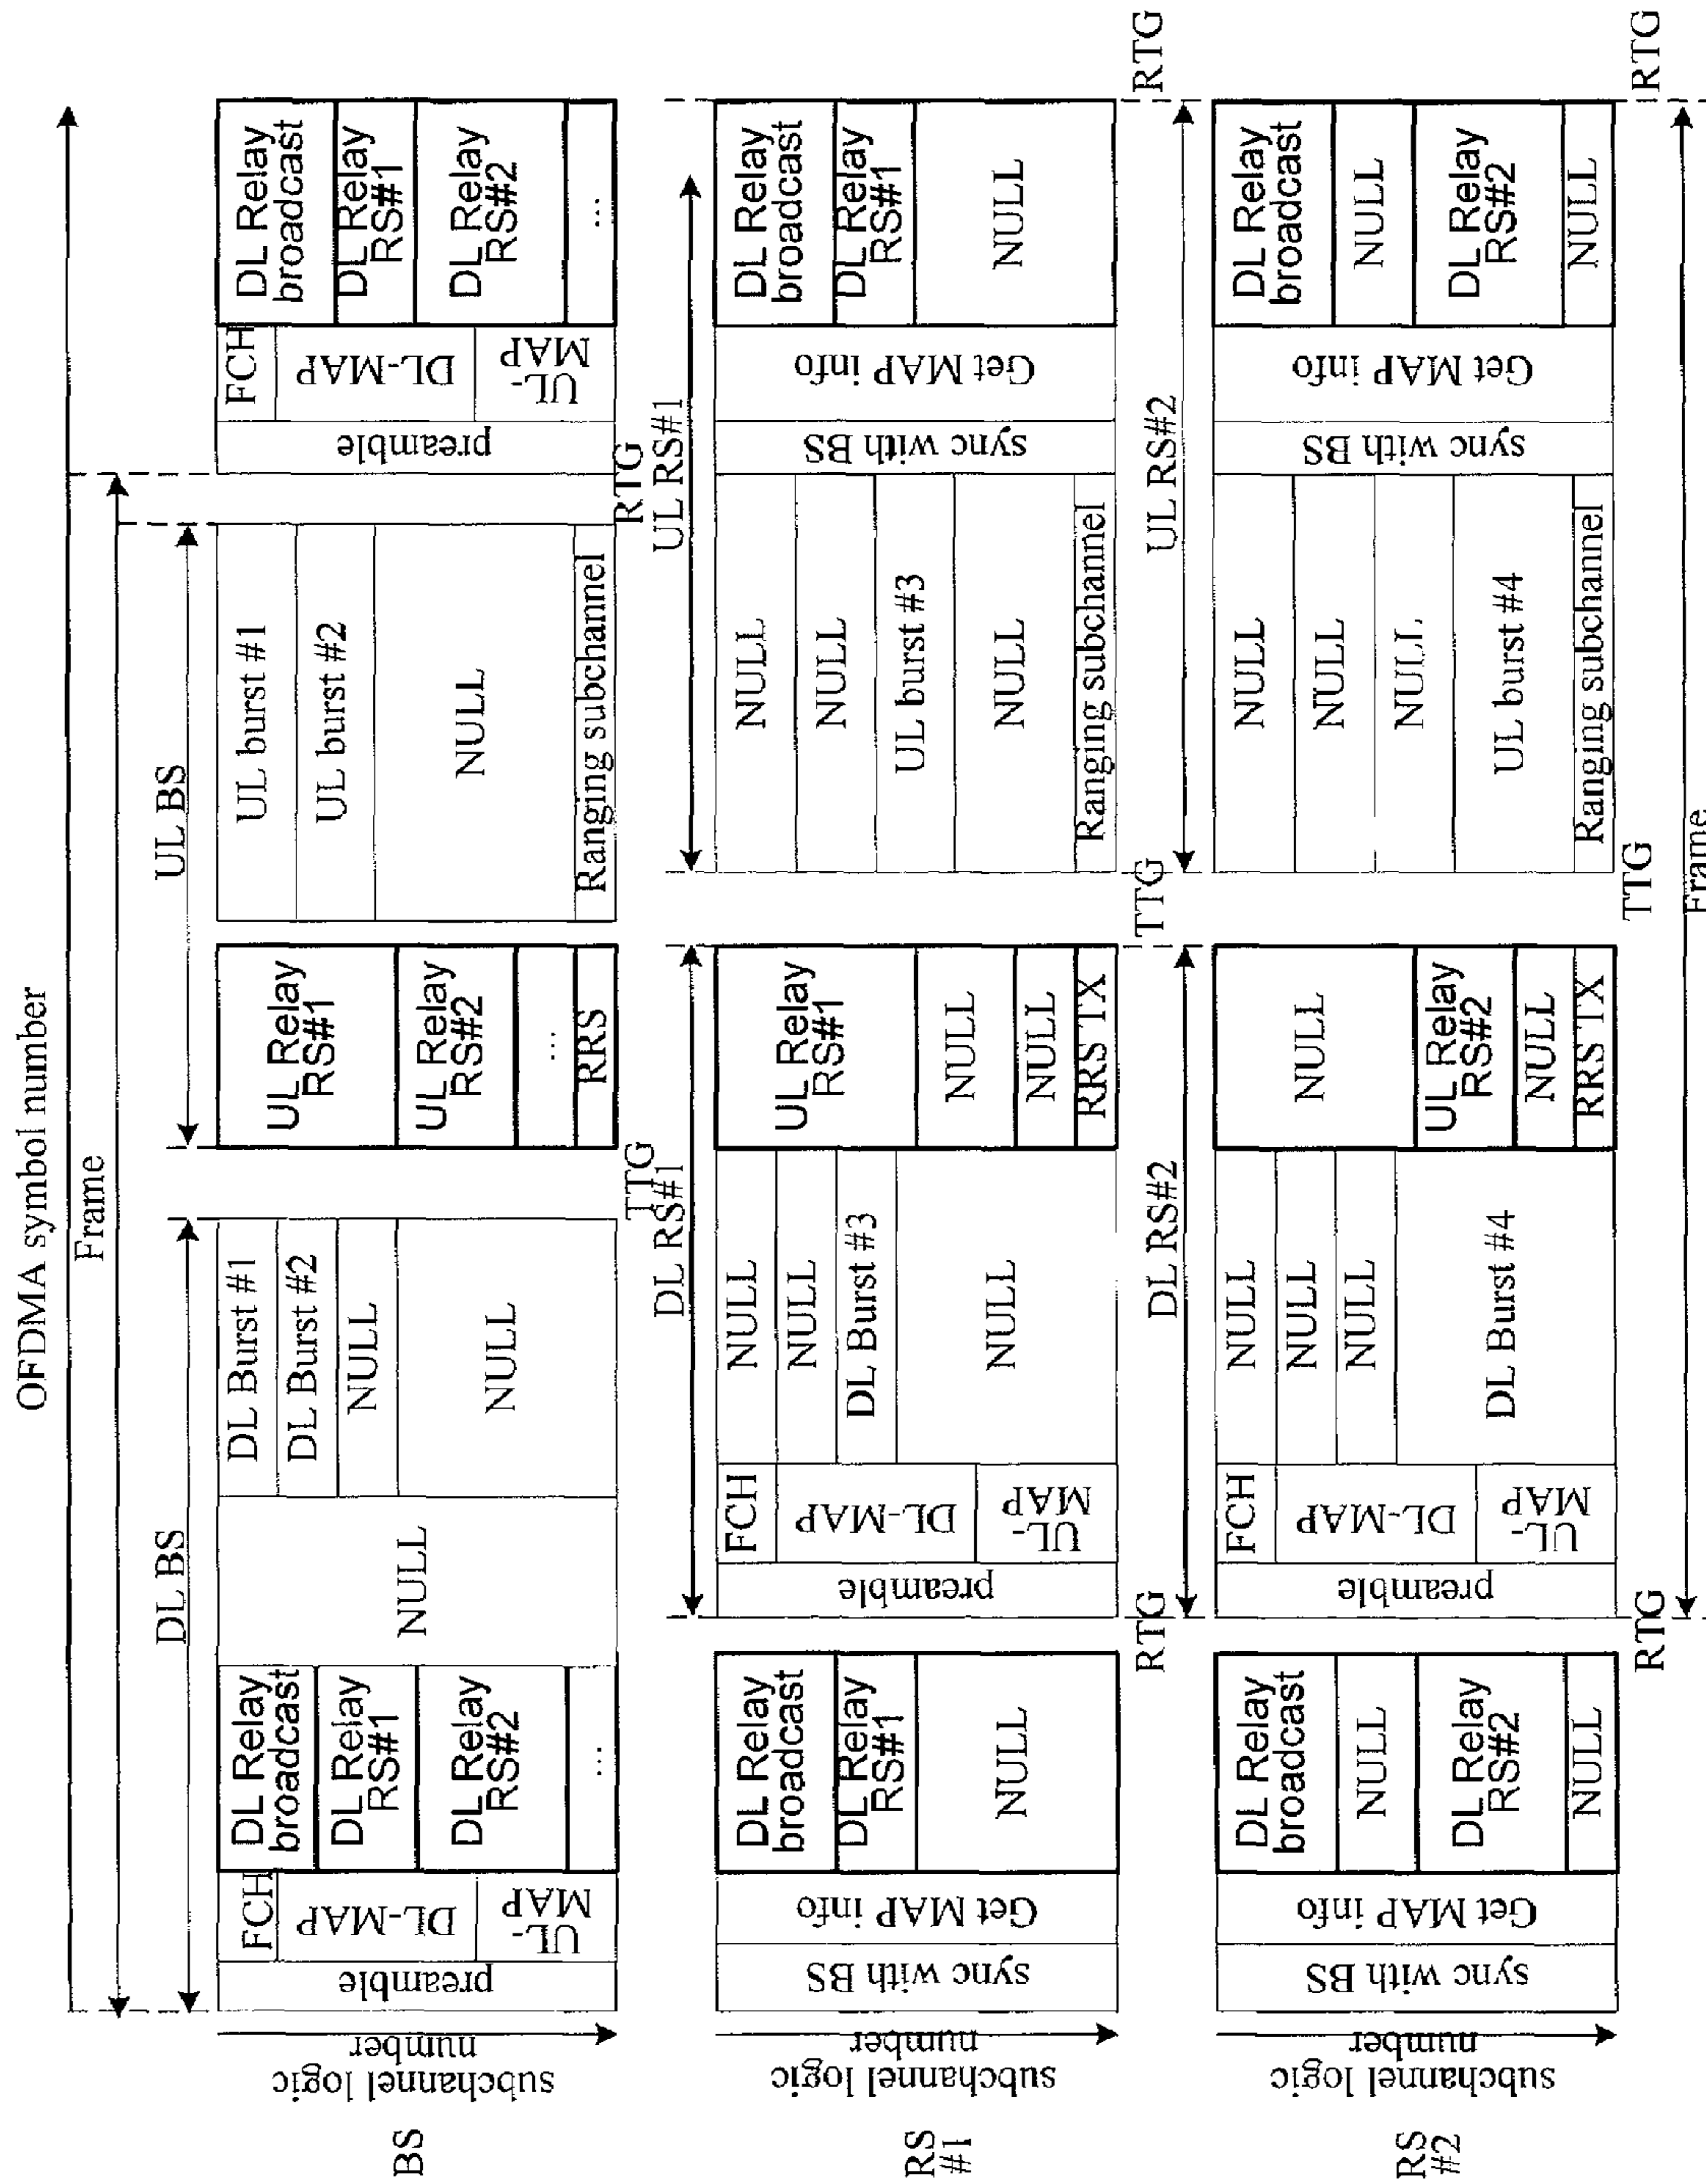 OFDMA symbol number
Frame
DL BS
UL BS
BS
subchannel logic
number
preamble
FCH
DL-MAP
UL-
MAP
DL Relay
broadcast
DL Relay
RS#1
DL Relay
RS#2
...
NULL
DL Burst #1
DL Burst #2
NULL
NULL
TTG
UL Relay
RS#1
UL Relay
RS#2
...
RRS
UL burst #1
UL burst #2
NULL
Ranging subchannel
RTG
preamble
FCH
DL-MAP
UL-
MAP
DL Relay
broadcast
DL Relay
RS#1
DL Relay
RS#2
...
DL RS#1
UL RS#1
RS
#1
subchannel logic
number
sync with BS
Get MAP info
DL Relay
broadcast
DL Relay
RS#1
NULL
RTG
preamble
FCH
DL-MAP
UL-
MAP
NULL
NULL
DL Burst #3
NULL
UL Relay
RS#1
NULL
NULL
RRS TX
TTG
NULL
NULL
UL burst #3
NULL
Ranging subchannel
sync with BS
Get MAP info
DL Relay
broadcast
DL Relay
RS#1
NULL
RTG
DL RS#2
UL RS#2
RS
#2
subchannel logic
number
sync with BS
Get MAP info
DL Relay
broadcast
NULL
DL Relay
RS#2
NULL
RTG
preamble
FCH
DL-MAP
UL-
MAP
NULL
NULL
NULL
DL Burst #4
NULL
UL Relay
RS#2
NULL
RRS TX
TTG
NULL
NULL
NULL
UL burst #4
Ranging subchannel
sync with BS
Get MAP info
DL Relay
broadcast
NULL
DL Relay
RS#2
NULL
RTG
Frame